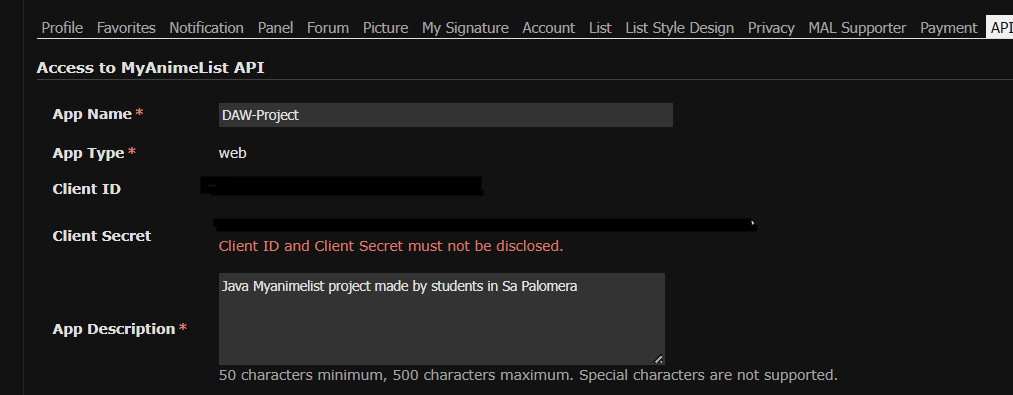 Profile Favorites Notification Panel Forum Picture My Signature Account List List Style Design Privacy MAL Supporter Payment API
Access to MyAnimeList API
App Name * DAW-Project
App Type * web
Client ID
Client Secret
Client ID and Client Secret must not be disclosed.
Java Myanimelist project made by students in Sa Palomera
App Description *
50 characters minimum, 500 characters maximum. Special characters are not supported.